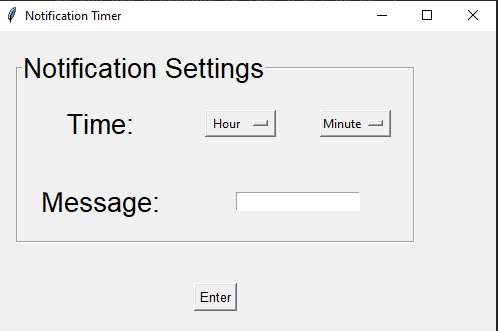 Notification Timer
Notification Settings
Time: Hour Minute
Message:
Enter